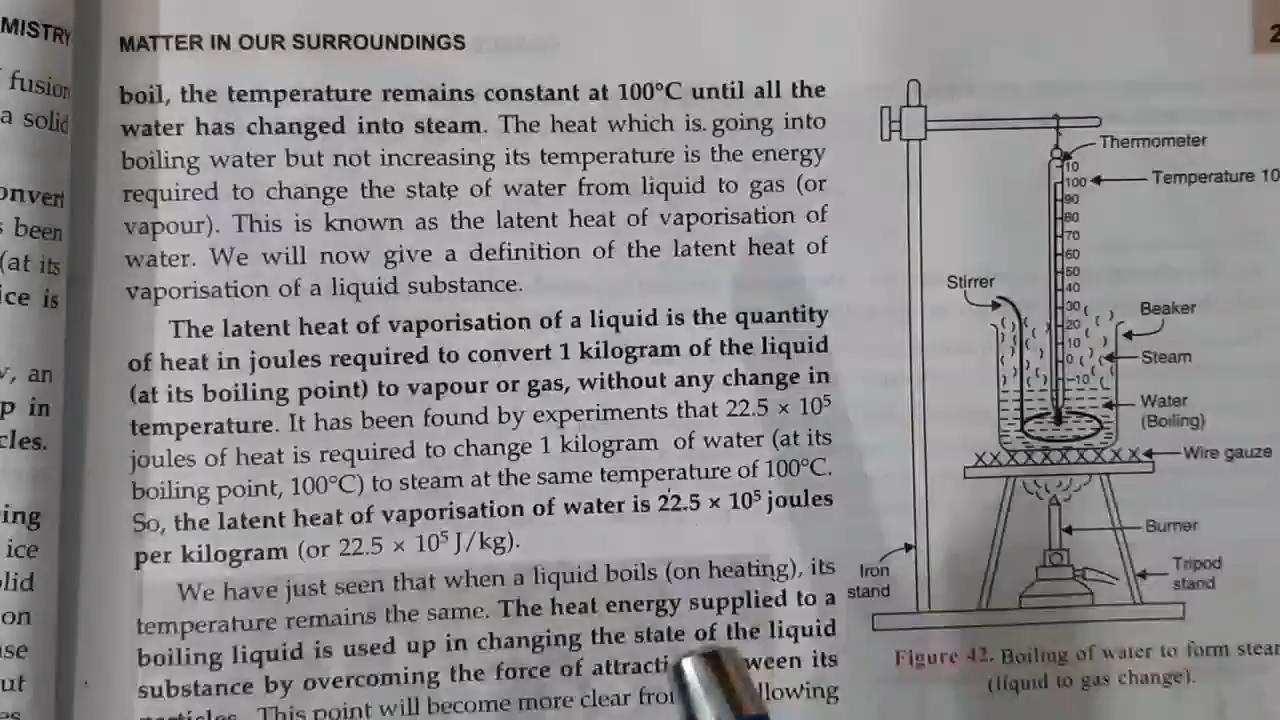 MISTRY
fusion
a solid
onvert
s been
(at its
ice is
v, an
p in
cles.
ing
ice
lid
on
se
ut
MATTER IN OUR SURROUNDINGS
2
boil, the temperature remains constant at 100°C until all the
water has changed into steam. The heat which is going into
boiling water but not increasing its temperature is the energy
required to change the state of water from liquid to gas (or
vapour). This is known as the latent heat of vaporisation of
water. We will now give a definition of the latent heat of
vaporisation of a liquid substance.
The latent heat of vaporisation of a liquid is the quantity
of heat in joules required to convert 1 kilogram of the liquid
(at its boiling point) to vapour or gas, without any change in
temperature. It has been found by experiments that 22.5 × 10⁵
joules of heat is required to change 1 kilogram of water (at its
boiling point, 100°C) to steam at the same temperature of 100°C.
So, the latent heat of vaporisation of water is 22.5 × 10⁵ joules
per kilogram (or 22.5 × 10⁵ J/kg).
We have just seen that when a liquid boils (on heating), its
temperature remains the same. The heat energy supplied to a
boiling liquid is used up in changing the state of the liquid
substance by overcoming the force of attracti ween its
particles. This point will become more clear fro llowing
Thermometer
10
100
Temperature 10
90
80
70
60
50
40
30
20
10
0
-10
Stirrer
Beaker
Steam
Water
(Boiling)
Wire gauze
Burner
Tripod
stand
Iron
stand
Figure 42. Boiling of water to form stea
(liquid to gas change).